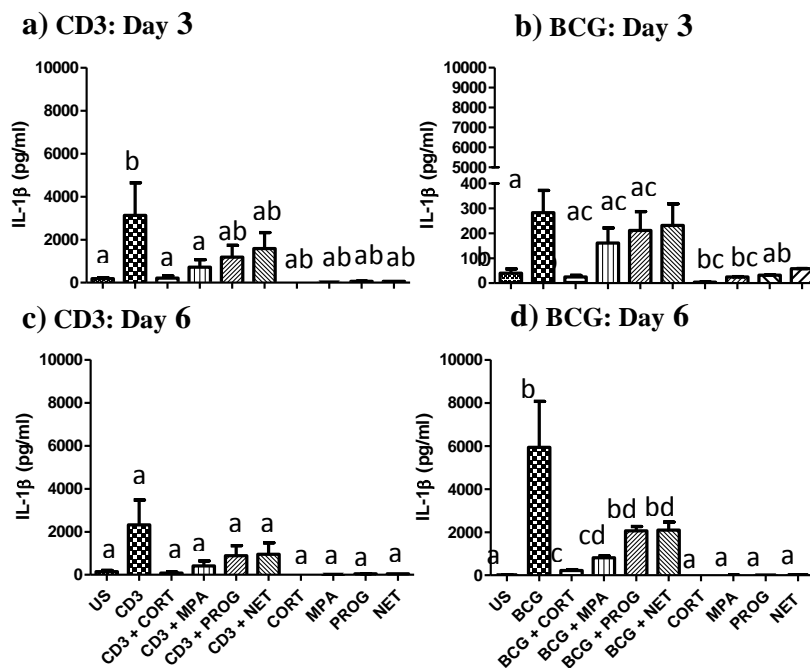 a) CD3: Day 3
10000
8000
6000
4000
2000
0
IL-1β (pg/ml)
a
b
a
a
ab
ab
ab
ab
ab
ab
b) BCG: Day 3
10000
9000
8000
7000
6000
5000
400
300
200
100
0
IL-1β (pg/ml)
b
a
ac
ac
ac
ac
bc
bc
ab
c) CD3: Day 6
10000
8000
6000
4000
2000
0
IL-1β (pg/ml)
a
a
a
a
a
a
a
a
a
a
US
CD3
CD3 + CORT
CD3 + MPA
CD3 + PROG
CD3 + NET
CORT
MPA
PROG
NET
d) BCG: Day 6
10000
8000
6000
4000
2000
0
IL-1β (pg/ml)
a
b
c
cd
bd
bd
a
a
a
a
US
BCG
BCG + CORT
BCG + MPA
BCG + PROG
BCG + NET
CORT
MPA
PROG
NET